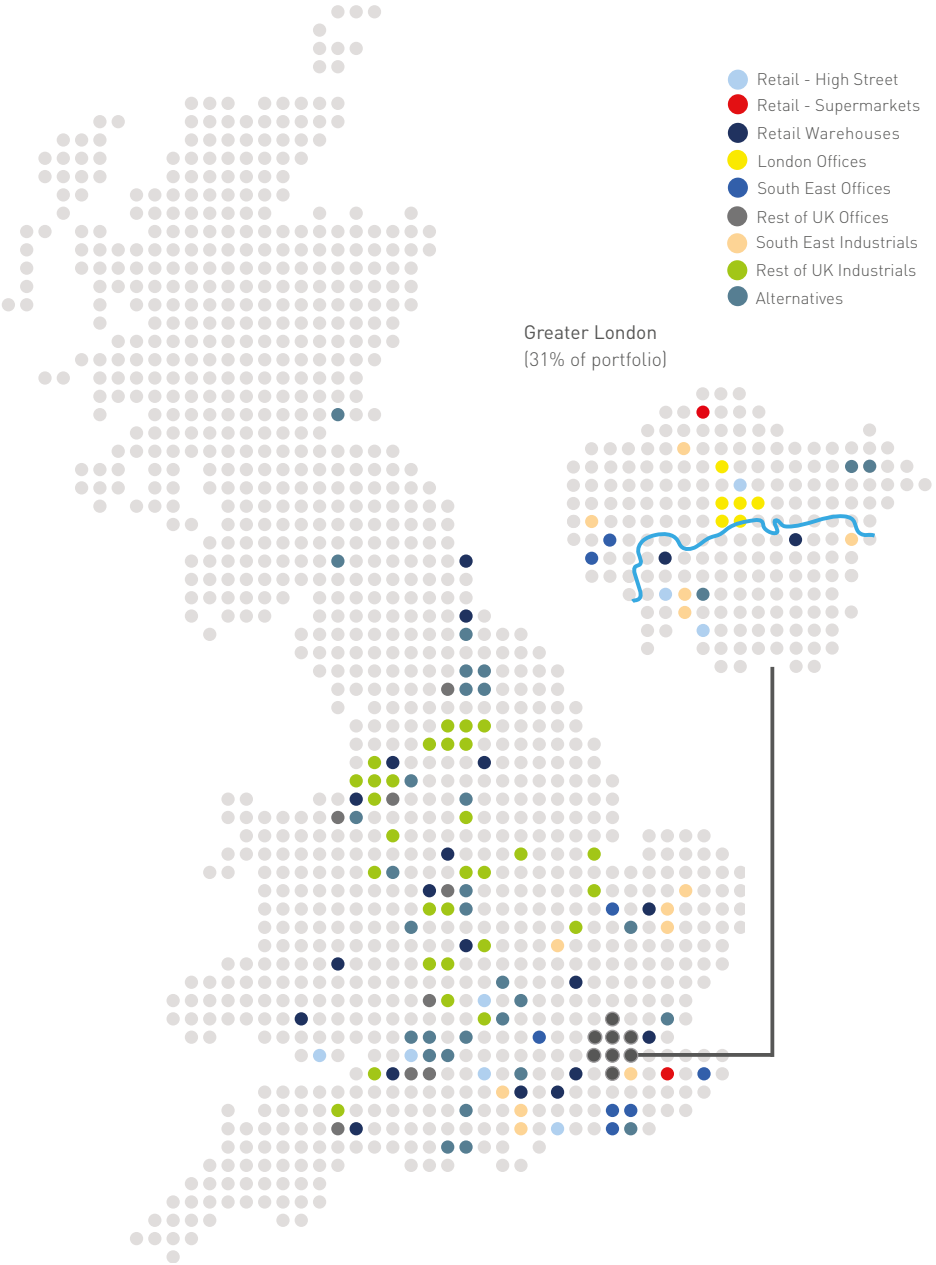 Retail - High Street
Retail - Supermarkets
Retail Warehouses
London Offices
South East Offices
Rest of UK Offices
South East Industrials
Rest of UK Industrials
Alternatives
Greater London
(31% of portfolio)